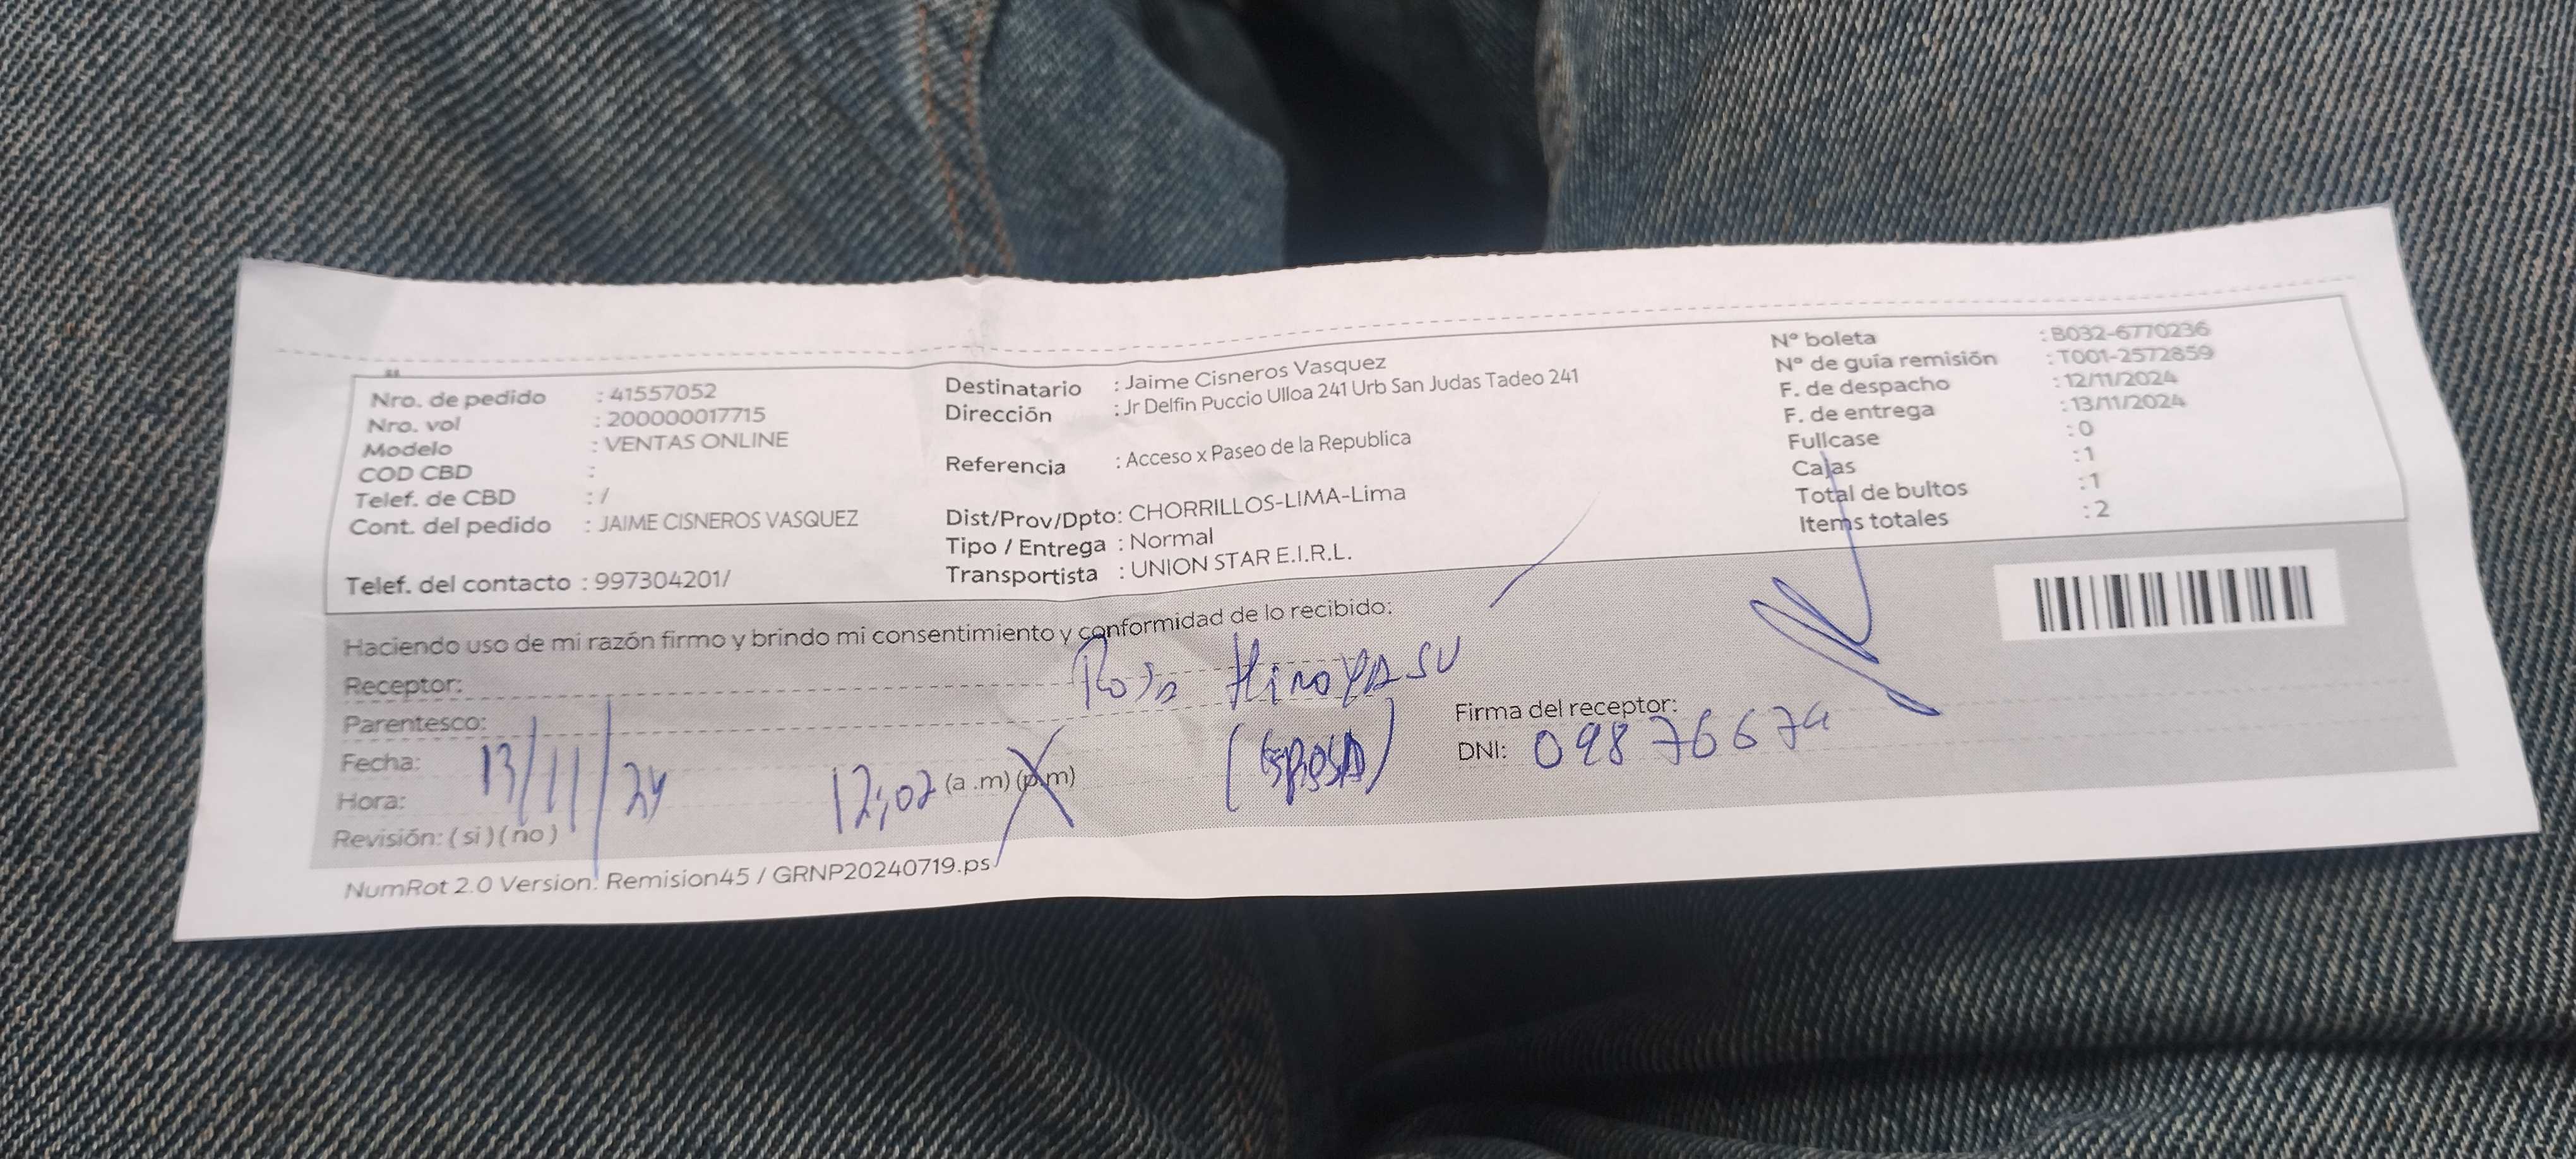 Nro. de pedido : 41557052
Nro. vol : 200000017715
Modelo : VENTAS ONLINE
COD CBD :
Telef. de CBD : /
Cont. del pedido : JAIME CISNEROS VASQUEZ
Telef. del contacto : 997304201/
Destinatario : Jaime Cisneros Vasquez
Dirección : Jr Delfin Puccio Ulloa 241 Urb San Judas Tadeo 241
Referencia : Acceso x Paseo de la Republica
Dist/Prov/Dpto: CHORRILLOS-LIMA-Lima
Tipo / Entrega : Normal
Transportista : UNION STAR E.I.R.L.
Nº boleta : B032-6770236
Nº de guía remisión : T001-2572859
F. de despacho : 12/11/2024
F. de entrega : 13/11/2024
Fullcase : 0
Cajas : 1
Total de bultos : 1
Items totales : 2
Haciendo uso de mi razón firmo y brindo mi consentimiento y conformidad de lo recibido:
Receptor: Rosa Hiroyasu
Parentesco: (Esposa)
Fecha: 13/11/24
Hora: 12:02 (a .m) (p.m)
Revisión: ( si ) ( no )
Firma del receptor:
DNI: 09876674
NumRot 2.0 Version: Remision45 / GRNP20240719.ps